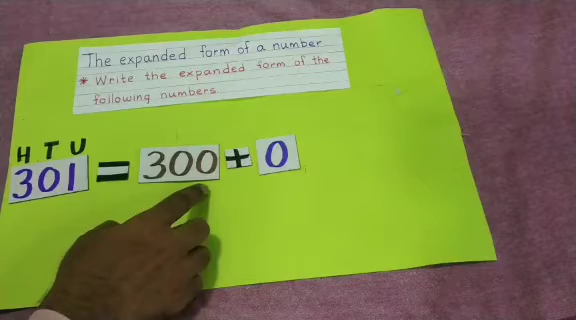 The expanded form of a number
* Write the expanded form of the
following numbers
H T U
301 = 300 + 0